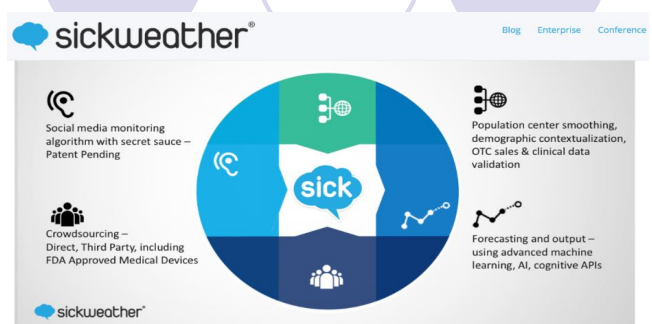 sickweather®
Blog Enterprise Conference
Social media monitoring
algorithm with secret sauce –
Patent Pending
Crowdsourcing –
Direct, Third Party, including
FDA Approved Medical Devices
sick
Population center smoothing,
demographic contextualization,
OTC sales & clinical data
validation
Forecasting and output –
using advanced machine
learning, AI, cognitive APIs
sickweather®